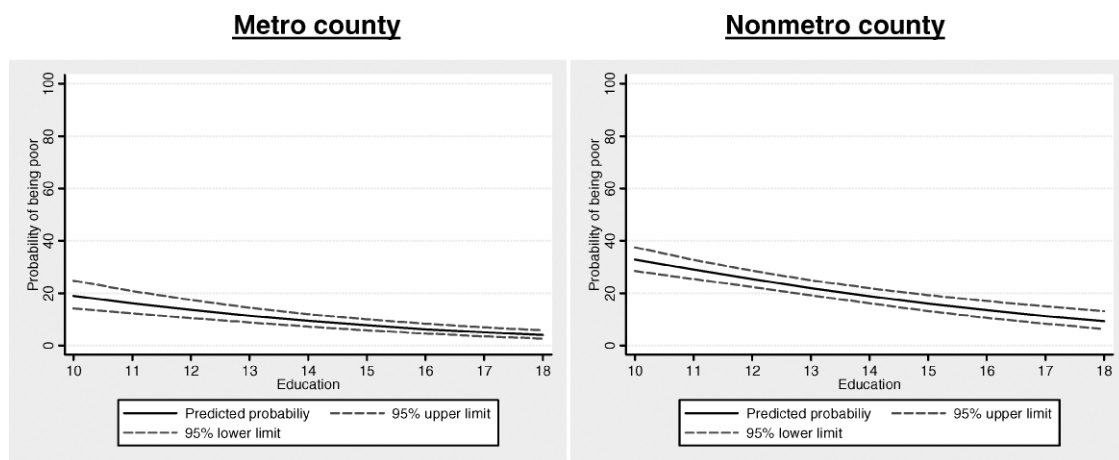 Metro county
Nonmetro county
Probability of being poor
100
80
60
40
20
0
10 11 12 13 14 15 16 17 18
Education
Predicted probabiliy 95% upper limit
95% lower limit
Probability of being poor
100
80
60
40
20
0
10 11 12 13 14 15 16 17 18
Education
Predicted probabiliy 95% upper limit
95% lower limit